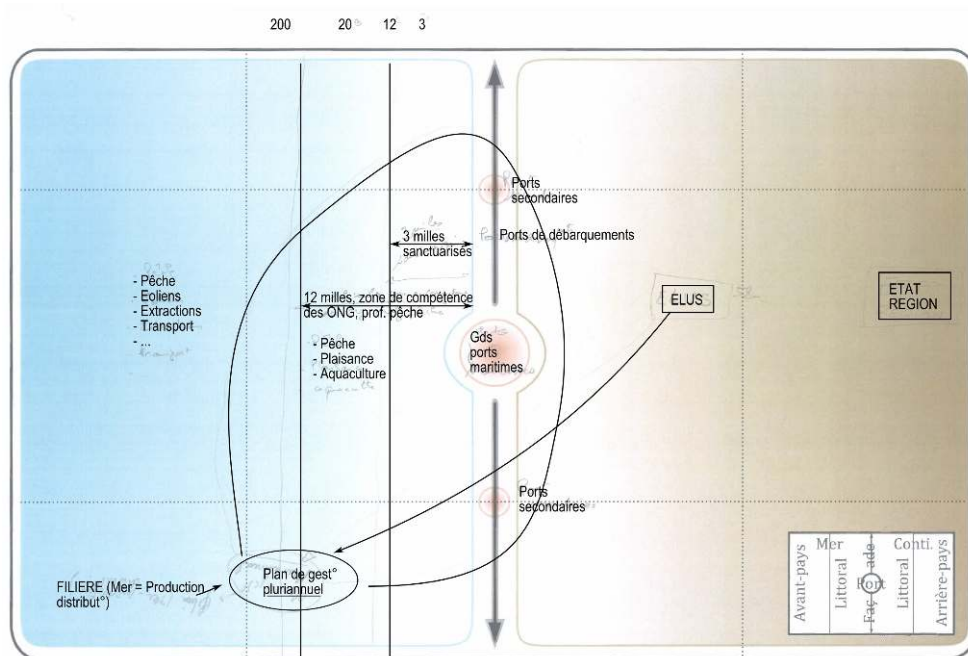 200 20 12 3
Ports
secondaires
3 milles
sanctuarisés
Ports de débarquements
- Pêche
- Eoliens
- Extractions
- Transport
- ...
12 milles, zone de compétence
des ONG, prof. pêche
- Pêche
- Plaisance
- Aquaculture
Gds
ports
maritimes
ELUS
ETAT
REGION
Ports
secondaires
Plan de gest°
pluriannuel
FILIERE (Mer = Production
distribut°)
Mer
Conti.
Avant-pays
Littoral
Faç ade
Port
Littoral
Arrière-pays